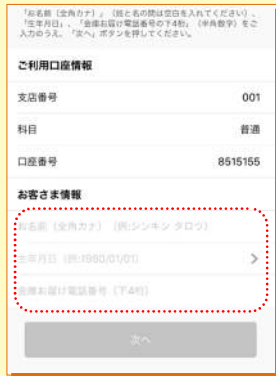 「お名前（全角カナ）」（姓と名の間は空白を入れてください）、
「生年月日」、「金庫お届け電話番号の下4桁」（半角数字）をご
入力のうえ、「次へ」ボタンを押してください。
ご利用口座情報
支店番号 001
科目 普通
口座番号 8515155
お客さま情報
お名前（全角カナ）（例:シンキン タロウ）
生年月日（例:1990/01/01）
金庫お届け電話番号（下4桁）
次へ